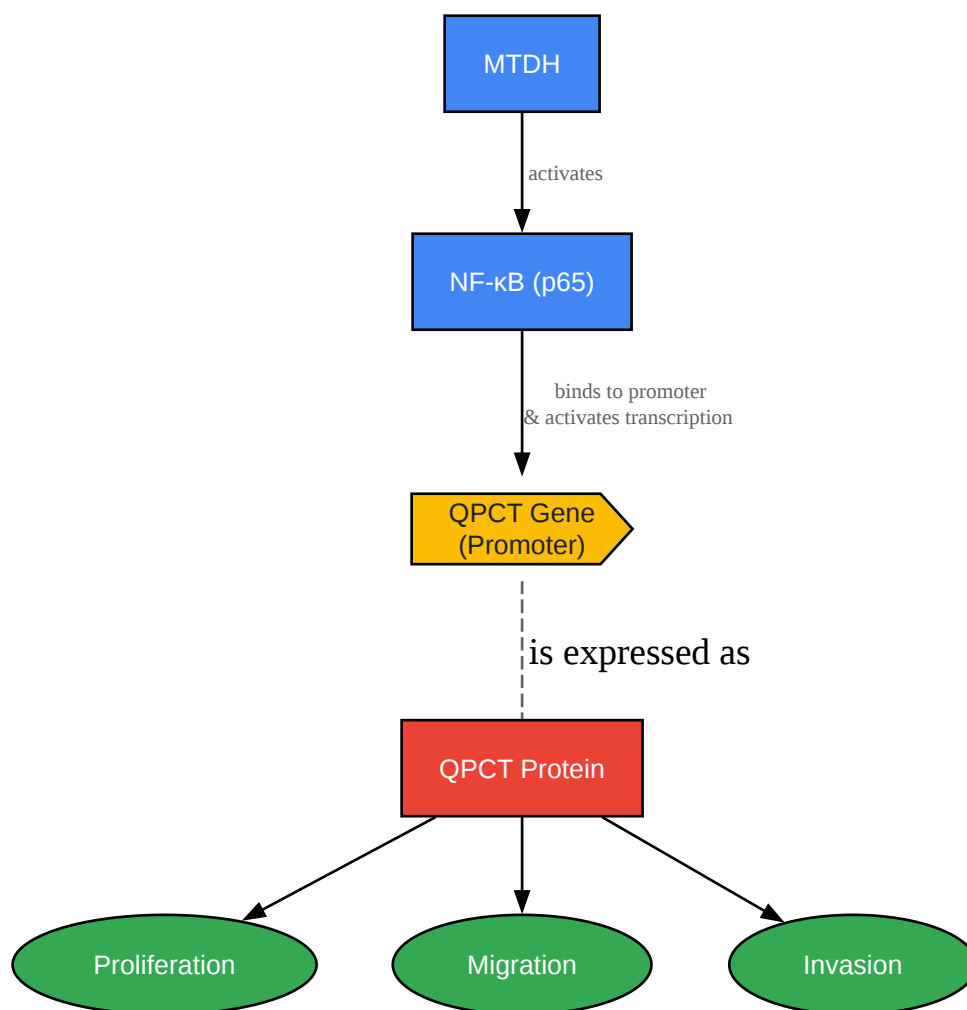 MTDH
activates
NF-κB (p65)
binds to promoter
& activates transcription
QPCT Gene
(Promoter)
is expressed as
QPCT Protein
Proliferation
Migration
Invasion